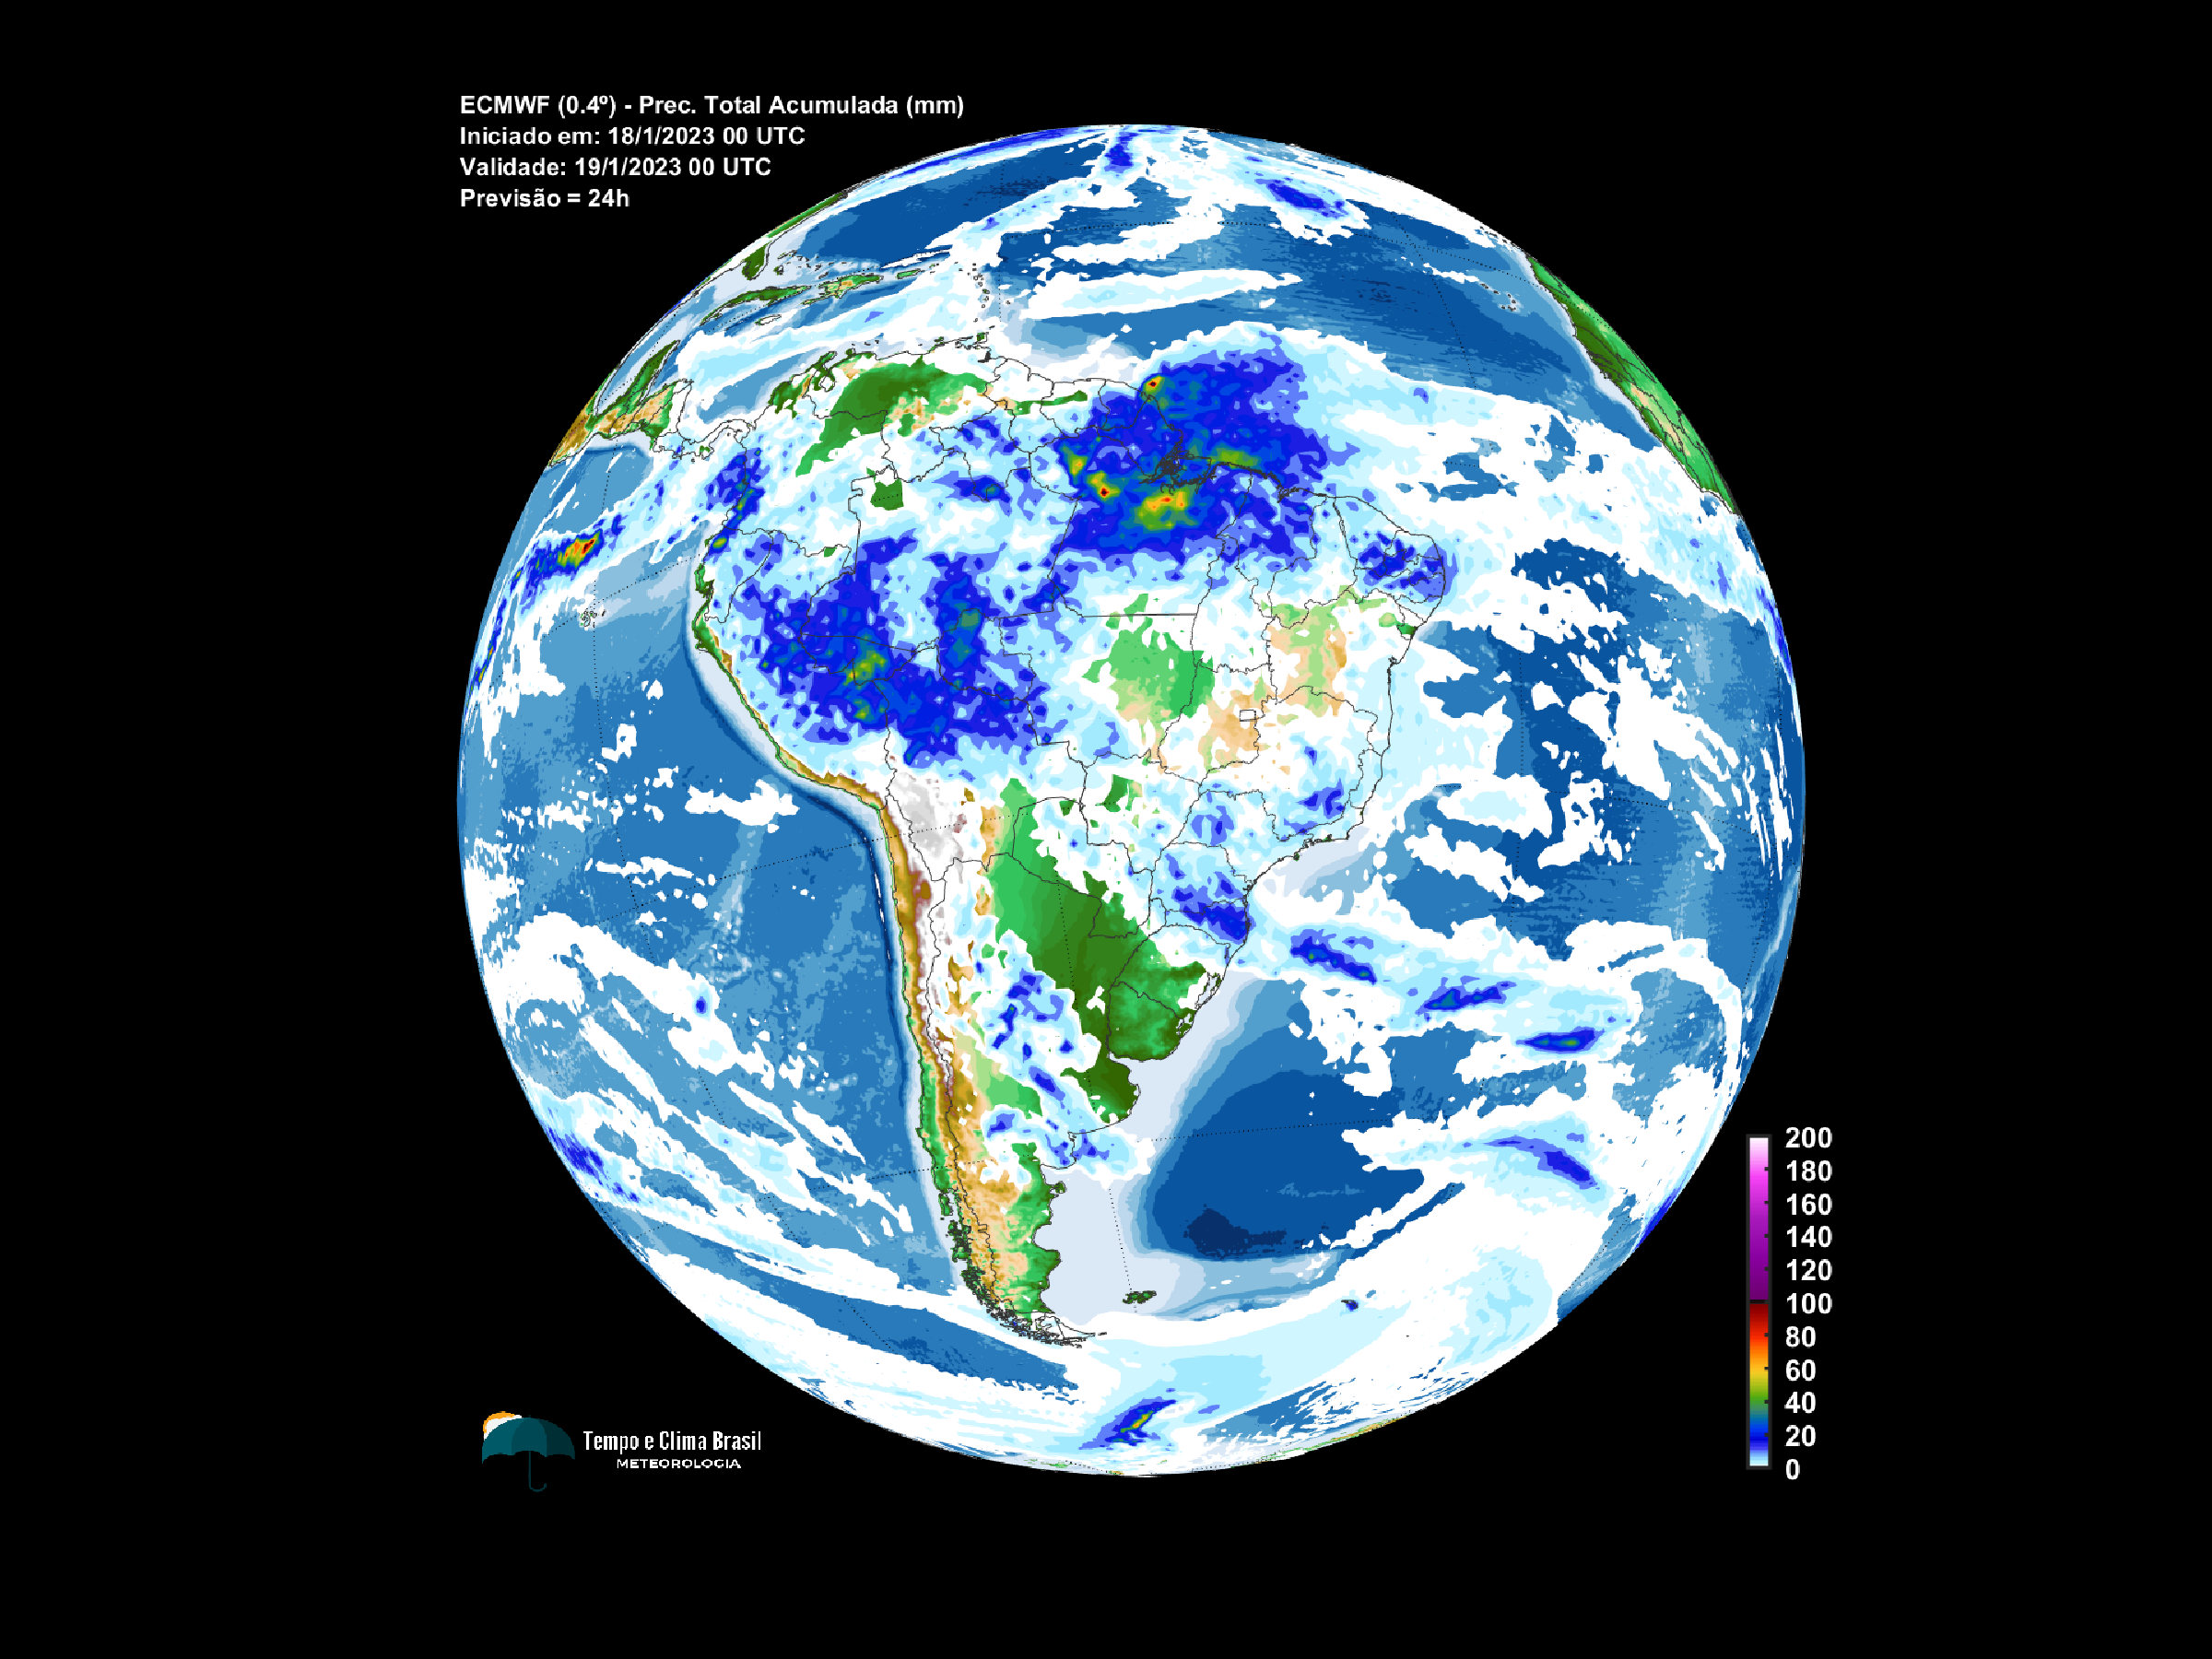 ECMWF (0.4º) - Prec. Total Acumulada (mm)
Iniciado em: 18/1/2023 00 UTC
Validade: 19/1/2023 00 UTC
Previsão = 24h
200
180
160
140
120
100
80
60
40
20
0
Tempo e Clima Brasil
METEOROLOGIA